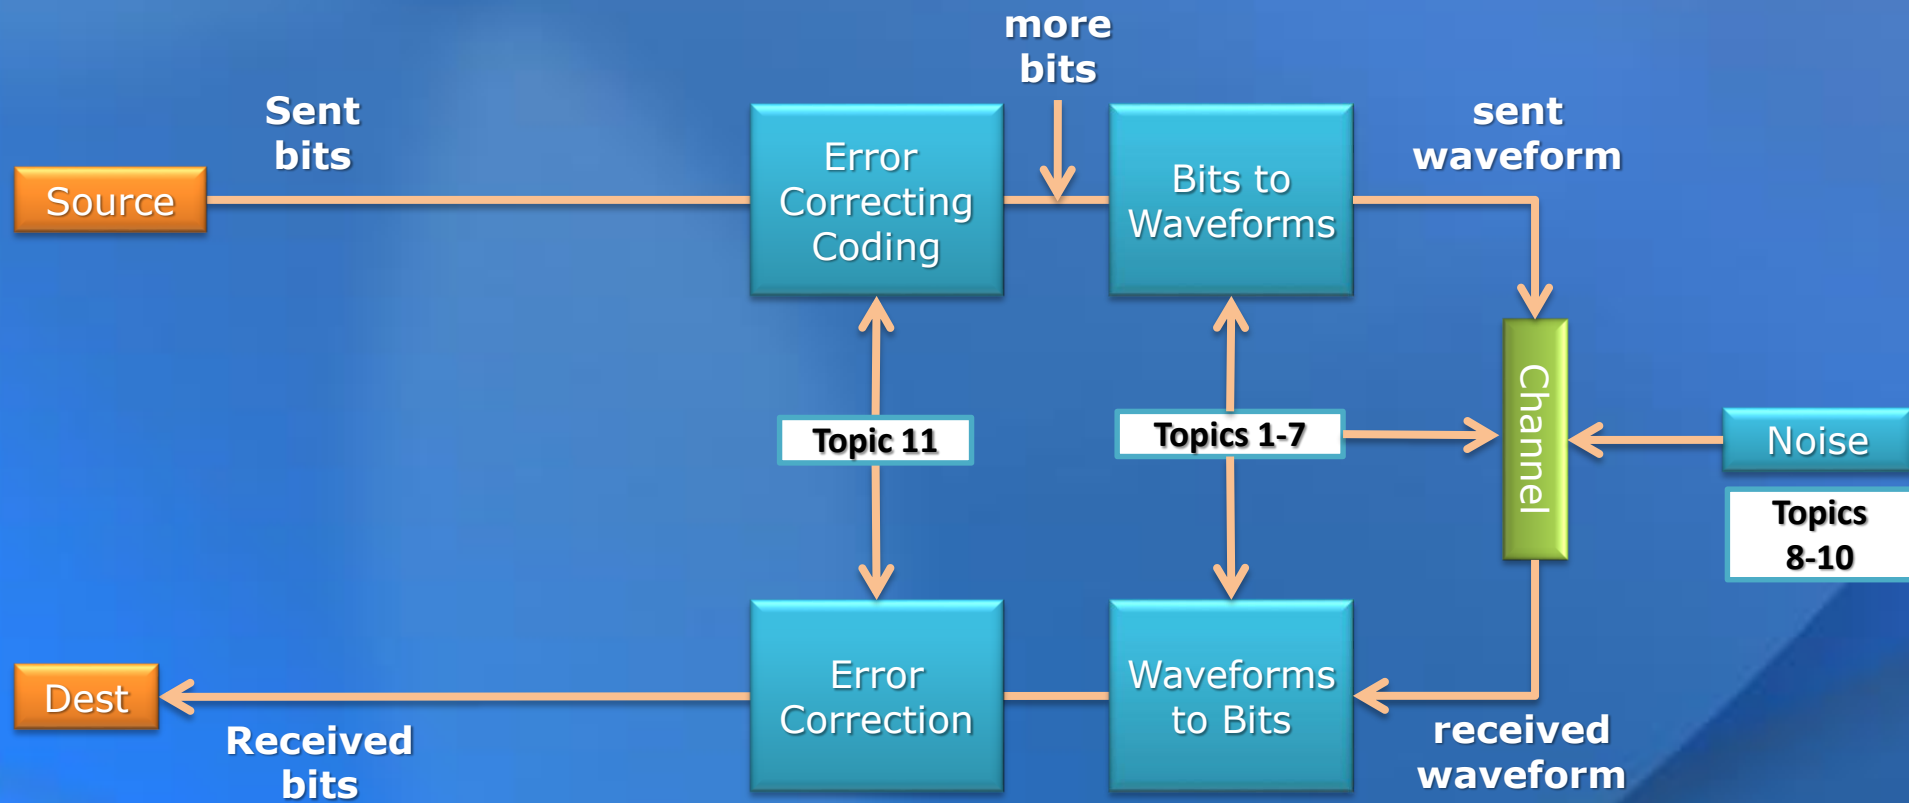 more
bits
Sent
bits
sent
waveform
Source
Error
Correcting
Coding
Bits to
Waveforms
Topic 11
Topics 1-7
Channel
Noise
Topics
8-10
Dest
Error
Correction
Waveforms
to Bits
Received
bits
received
waveform